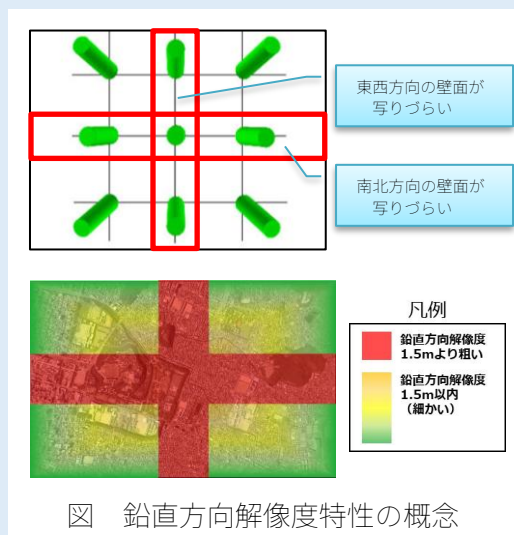 東西方向の壁面が
写りづらい
南北方向の壁面が
写りづらい
凡例
鉛直方向解像度
1.5mより粗い
鉛直方向解像度
1.5m以内
（細かい）
図　鉛直方向解像度特性の概念